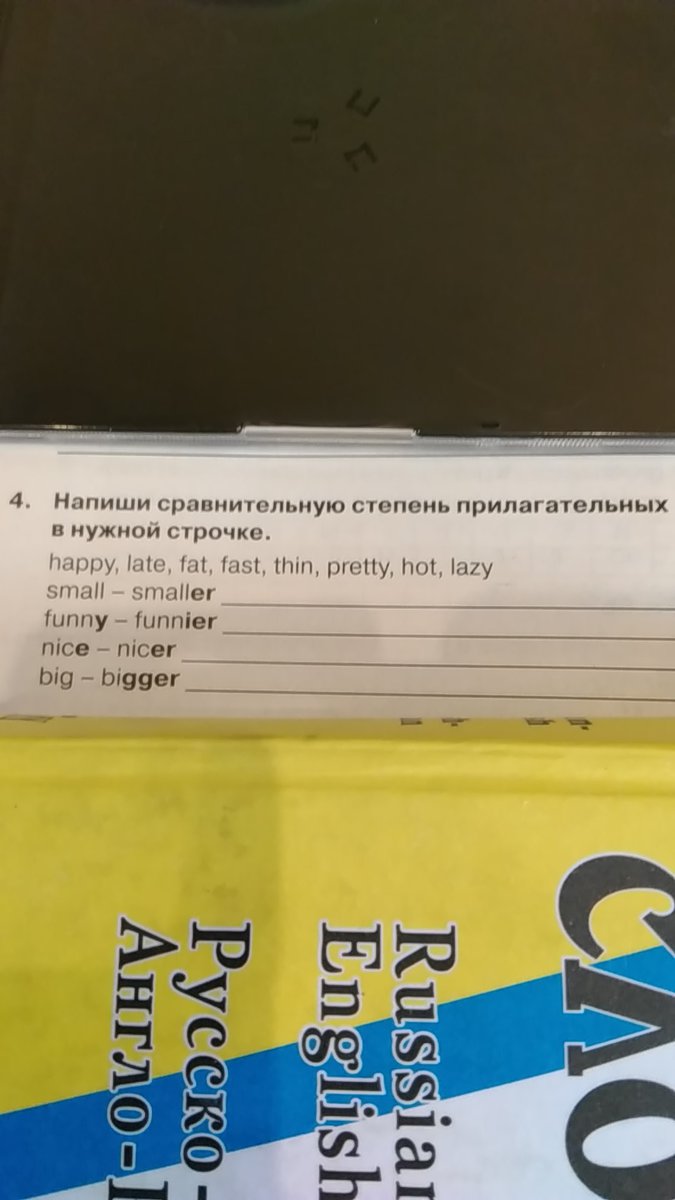 4. Напиши сравнительную степень прилагательных
в нужной строчке.
happy, late, fat, fast, thin, pretty, hot, lazy
small – smaller
funny – funnier
nice – nicer
big – bigger
Russian
English
Русско-
Англо-